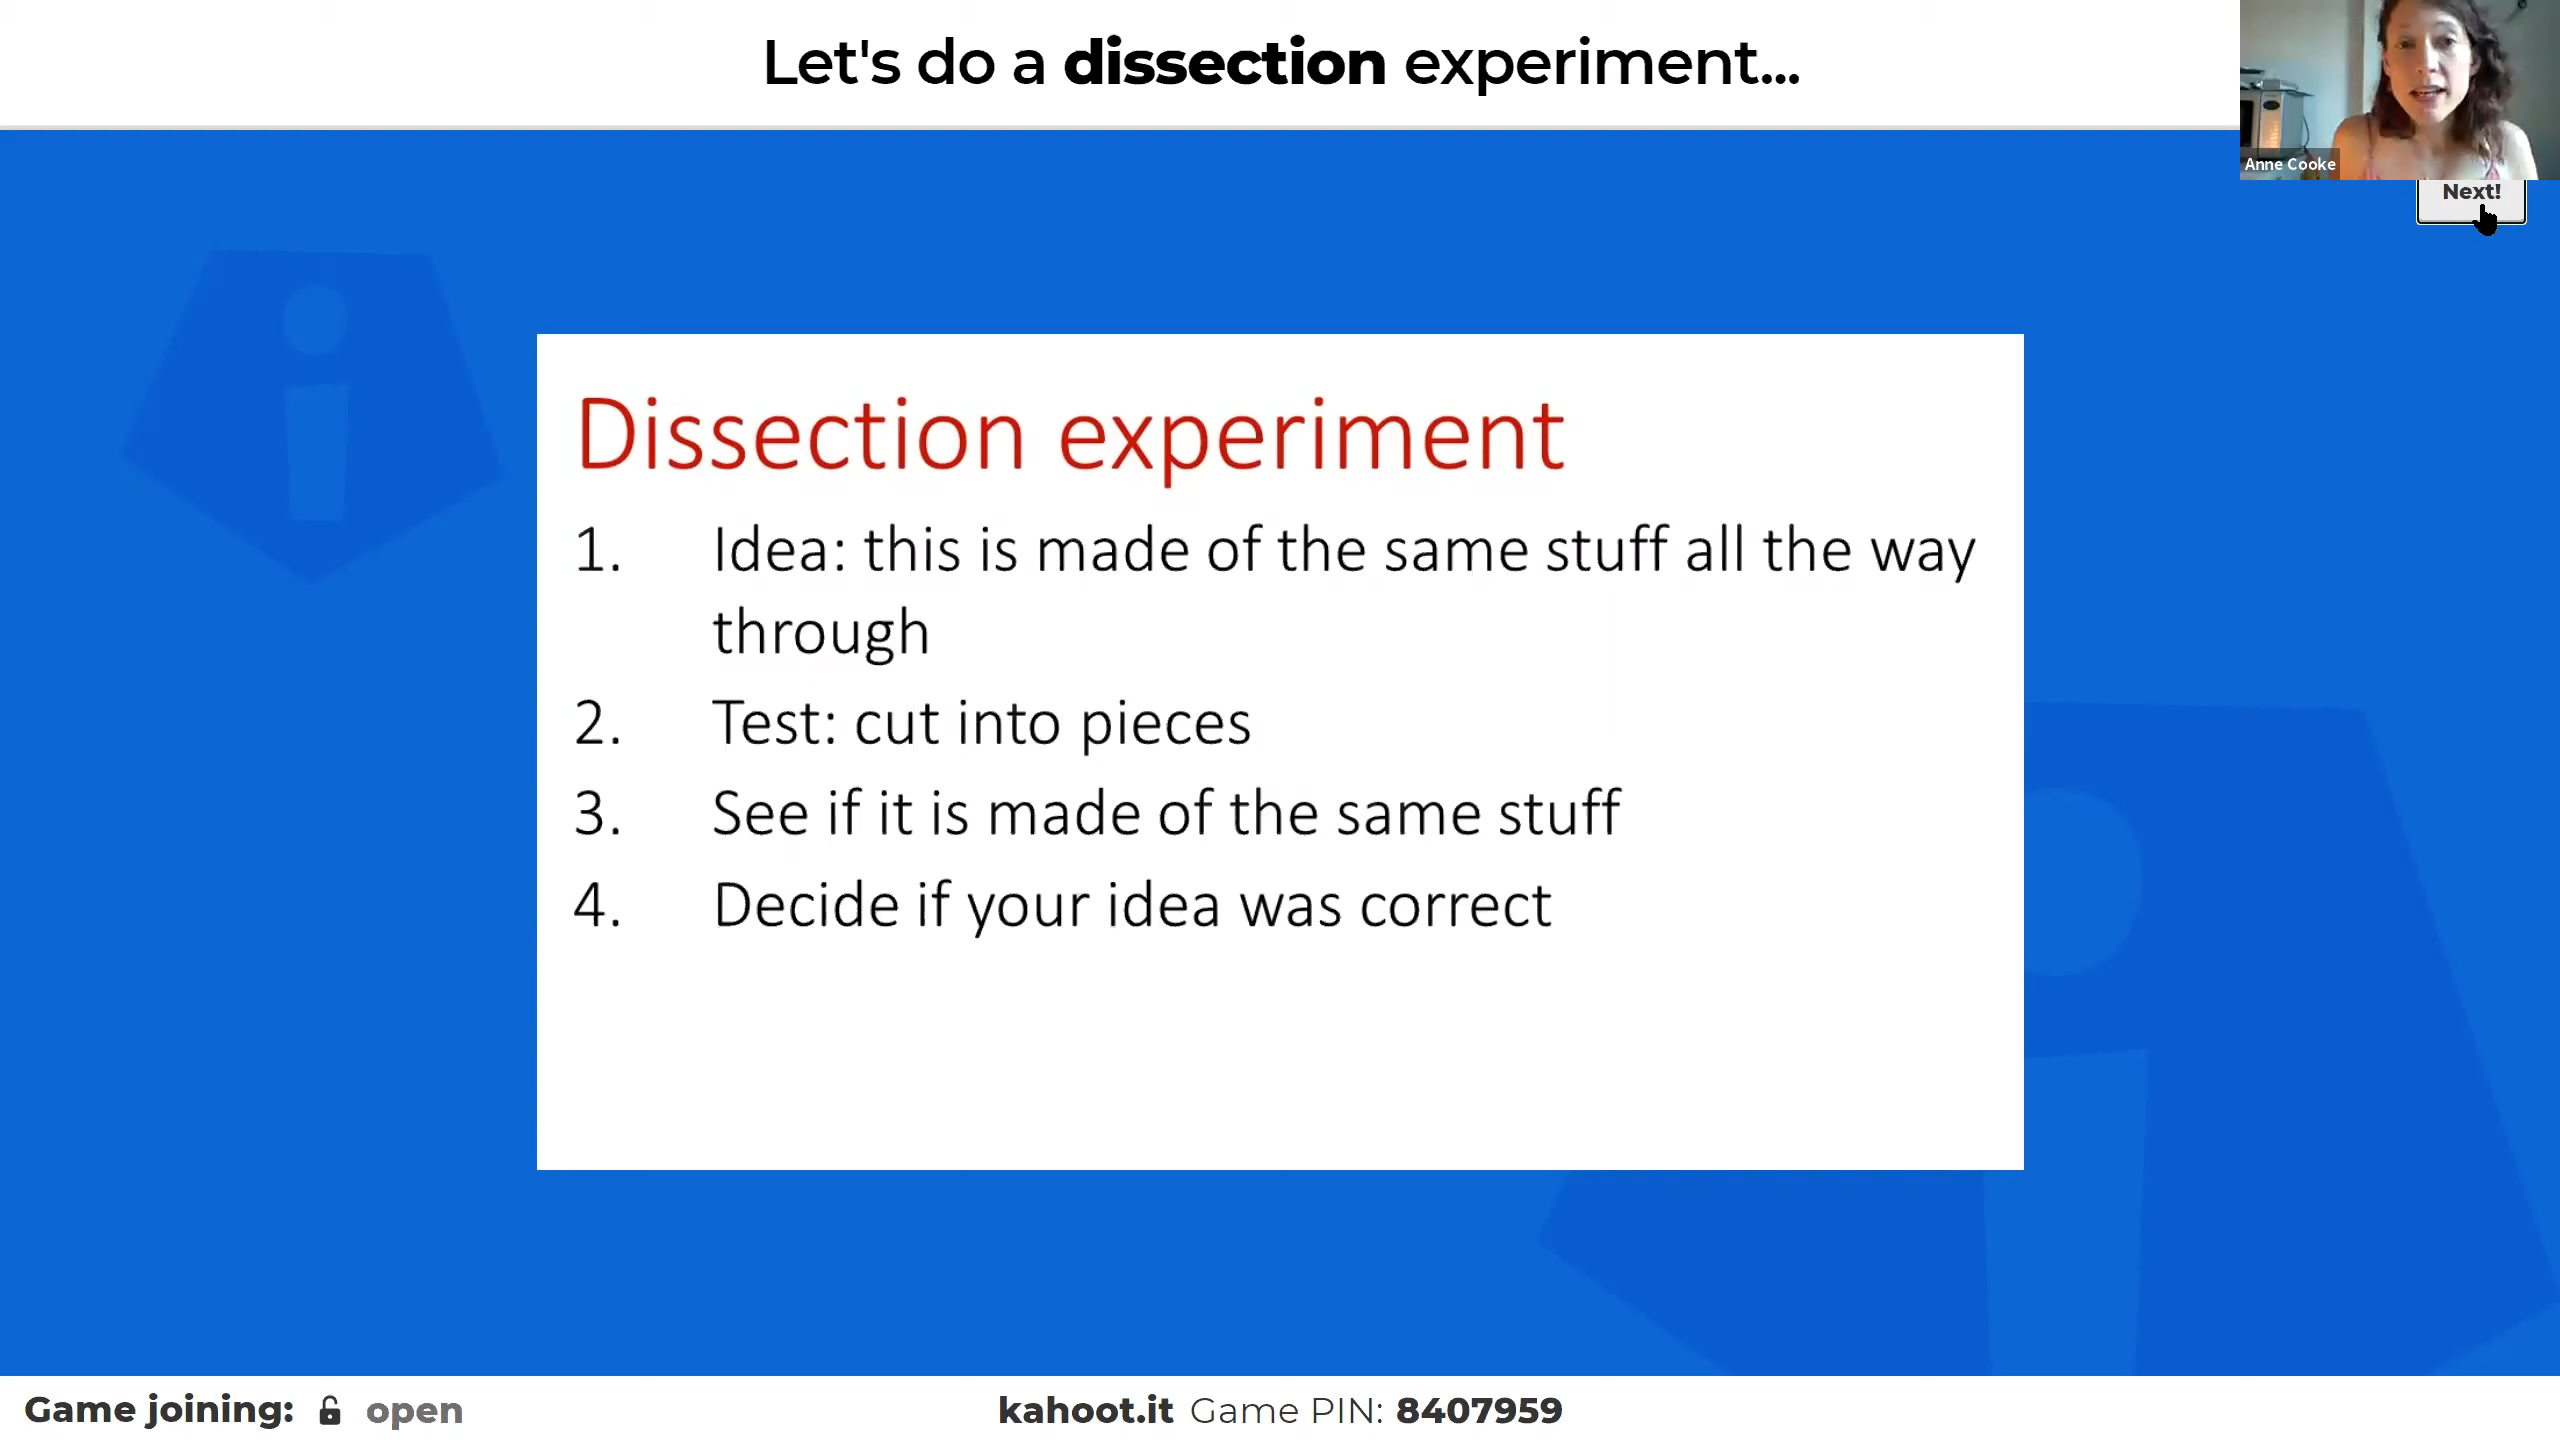 Let's do a dissection experiment...
Anne Cooke
Next!
Dissection experiment
1. Idea: this is made of the same stuff all the way
through
2. Test: cut into pieces
3. See if it is made of the same stuff
4. Decide if your idea was correct
Game joining: open
kahoot.it Game PIN: 8407959